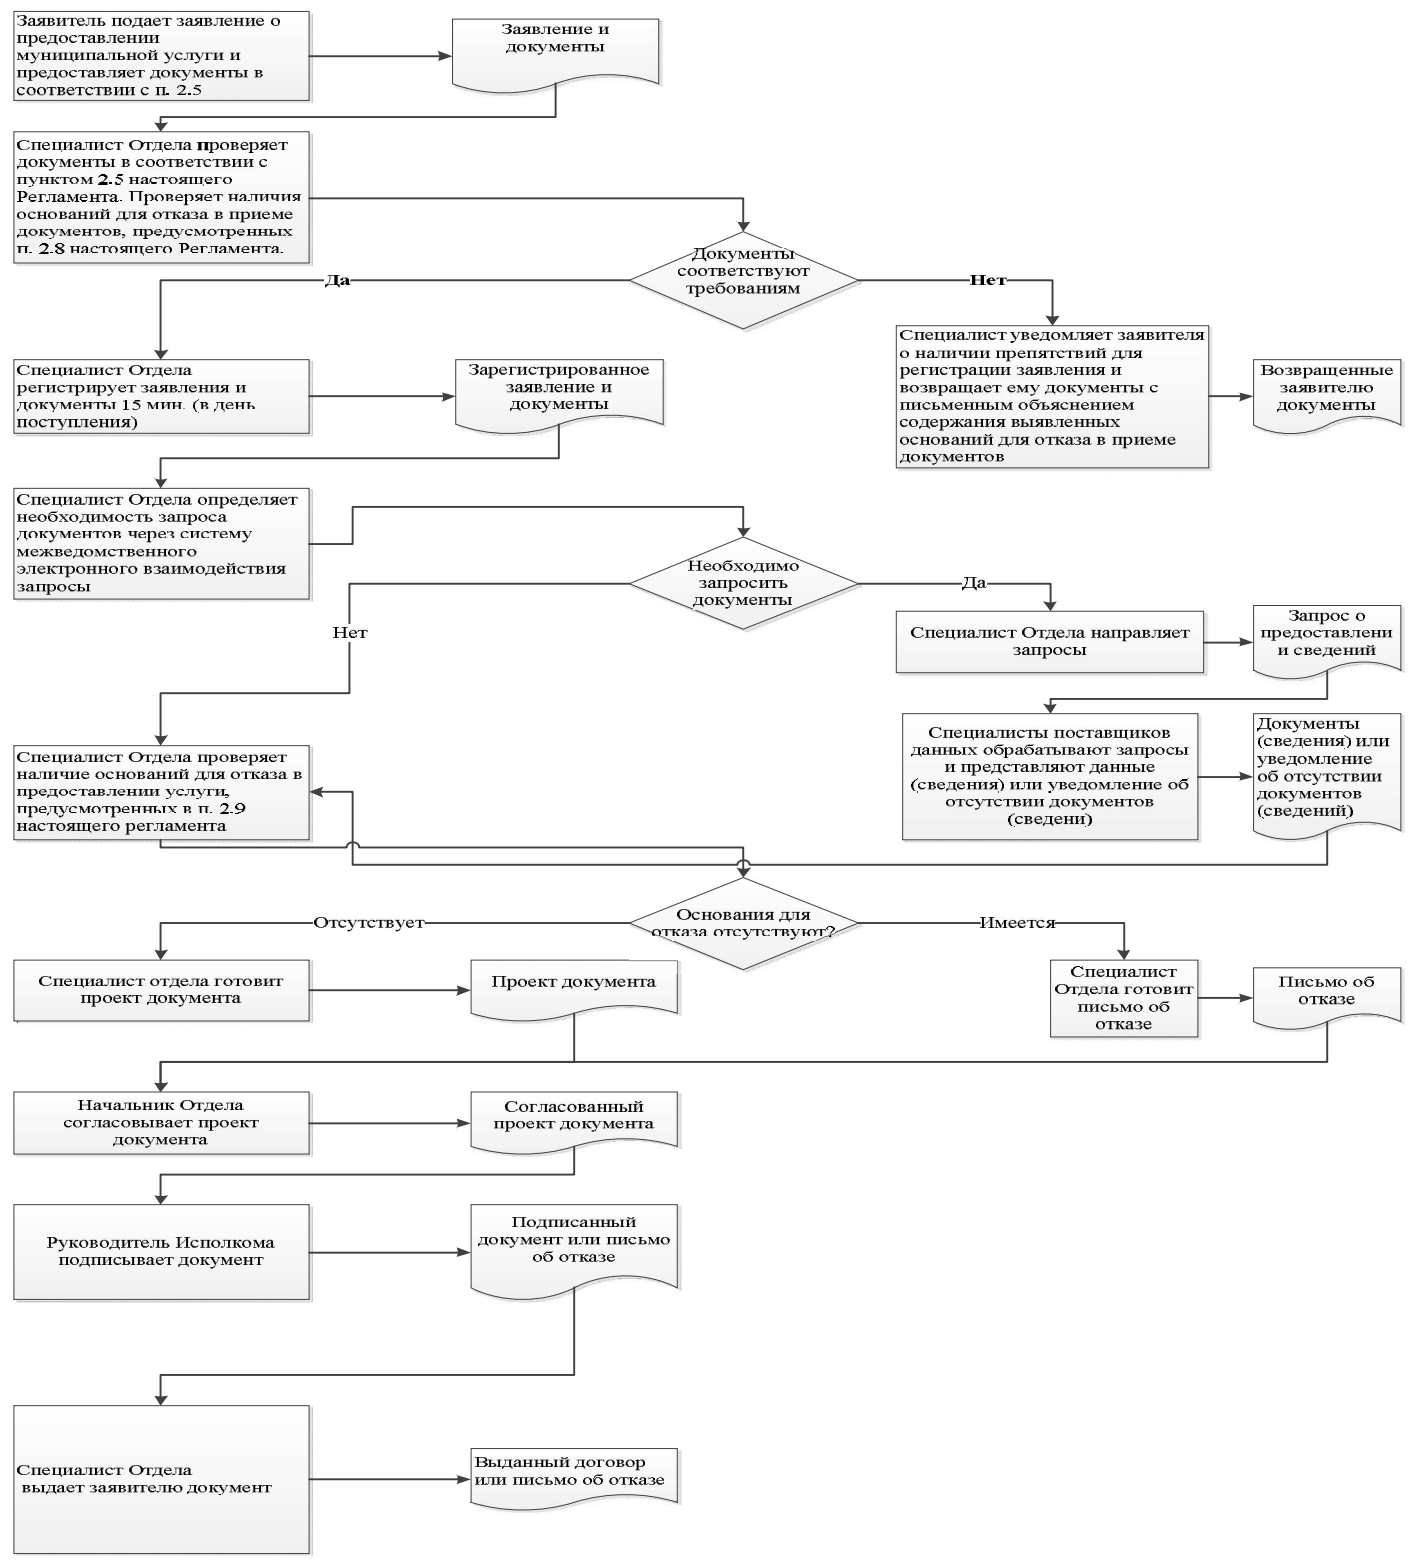 Заявитель подает заявление о
предоставлении
муниципальной услуги и
предоставляет документы в
соответствии с п. 2.5
Заявление и
документы
Специалист Отдела проверяет
документы в соответствии с
пунктом 2.5 настоящего
Регламента. Проверяет наличия
оснований для отказа в приеме
документов, предусмотренных
п. 2.8 настоящего Регламента.
Документы
соответствуют
требованиям
Да
Нет
Специалист Отдела
регистрирует заявления и
документы 15 мин. (в день
поступления)
Зарегистрированное
заявление и
документы
Специалист уведомляет заявителя
о наличии препятствий для
регистрации заявления и
возвращает ему документы с
письменным объяснением
содержания выявленных
оснований для отказа в приеме
документов
Возвращенные
заявителю
документы
Специалист Отдела определяет
необходимость запроса
документов через систему
межведомственного
электронного взаимодействия
запросы
Необходимо
запросить
документы
Да
Нет
Специалист Отдела направляет
запросы
Запрос о
предоставлени
и сведений
Специалисты поставщиков
данных обрабатывают запросы
и представляют данные
(сведения) или уведомление об
отсутствии документов
(сведени)
Документы
(сведения) или
уведомление
об отсутствии
документов
(сведений)
Специалист Отдела проверяет
наличие оснований для отказа в
предоставлении услуги,
предусмотренных в п. 2.9
настоящего регламента
Основания для
отказа отсутствуют?
Отсутствует
Имеется
Специалист отдела готовит
проект документа
Проект документа
Специалист
Отдела готовит
письмо об
отказе
Письмо об
отказе
Начальник Отдела
согласовывает проект
документа
Согласованный
проект документа
Руководитель Исполкома
подписывает документ
Подписанный
документ или письмо
об отказе
Специалист Отдела
выдает заявителю документ
Выданный договор
или письмо об отказе